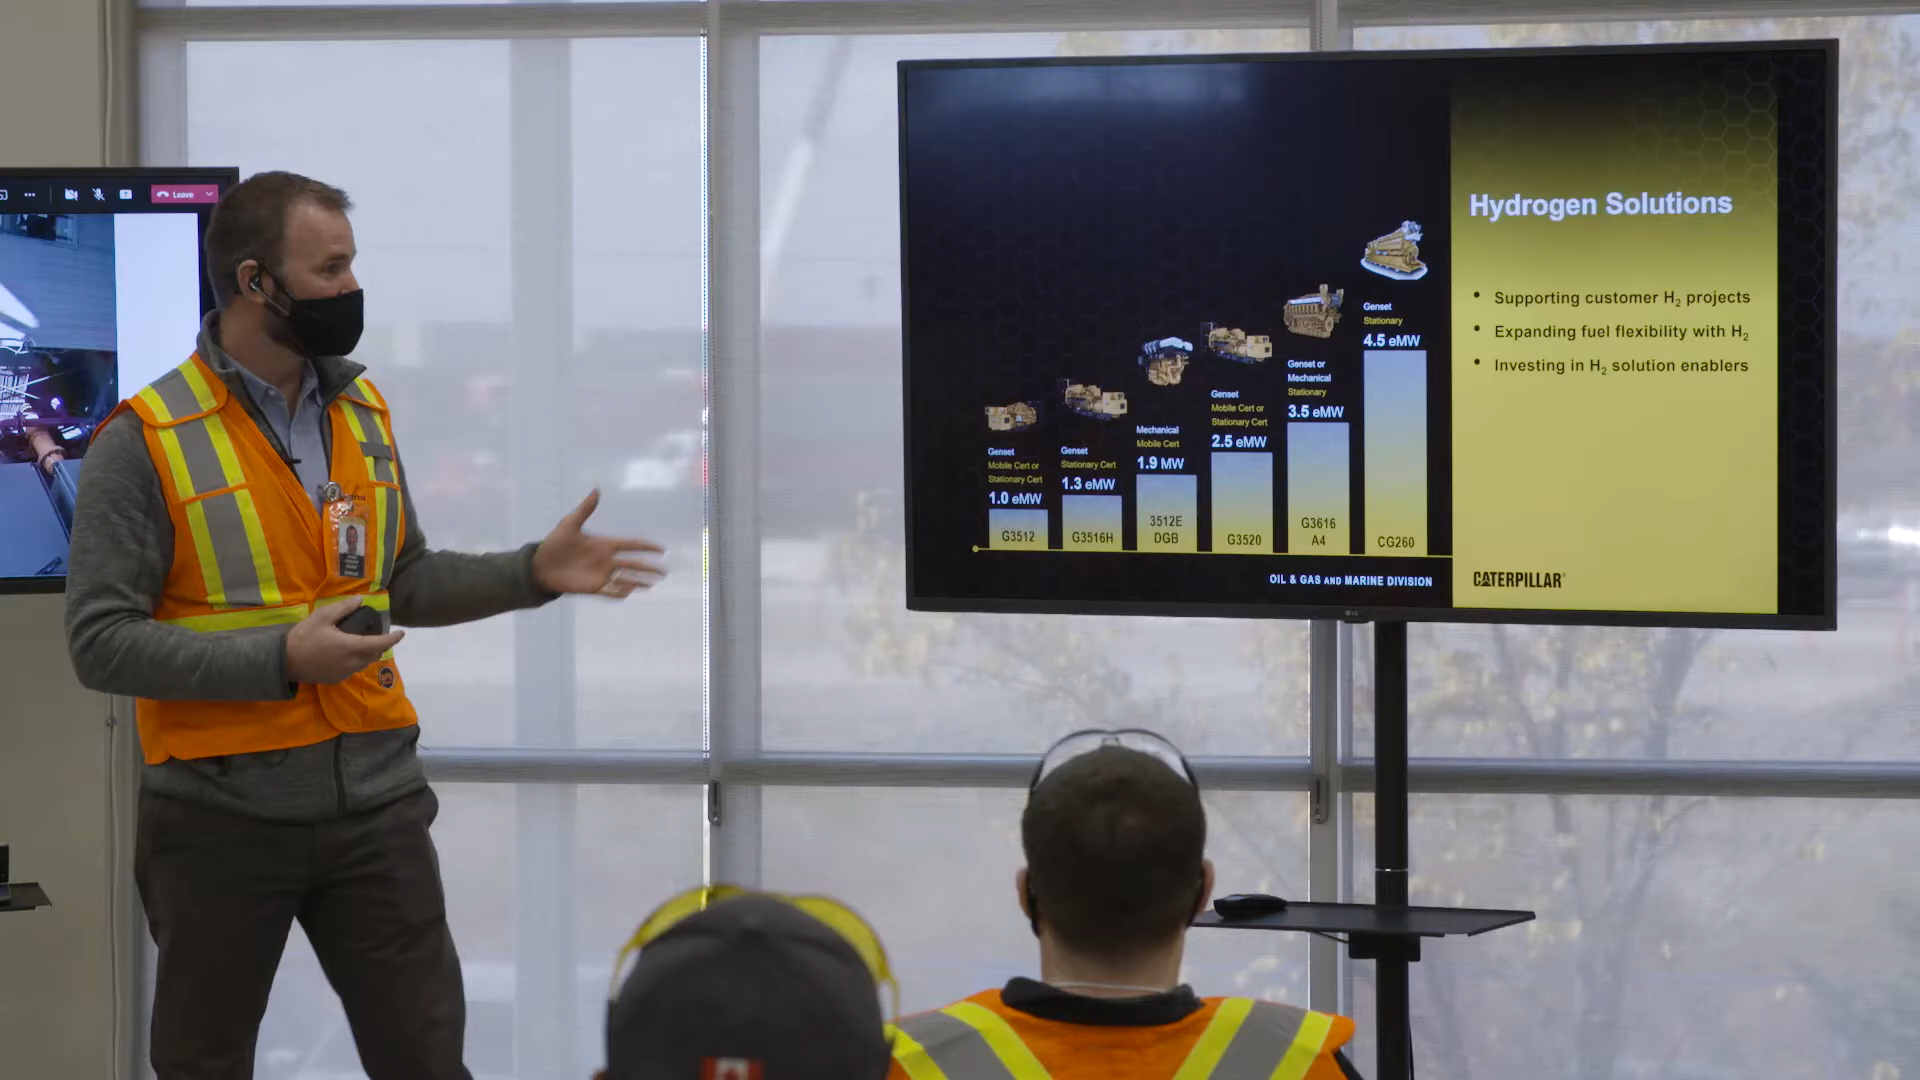 Leave
Hydrogen Solutions
• Supporting customer H₂ projects
• Expanding fuel flexibility with H₂
• Investing in H₂ solution enablers
Genset
Mobile Cert or
Stationary Cert
1.0 eMW
G3512
Genset
Stationary Cert
1.3 eMW
G3516H
Mechanical
Mobile Cert
1.9 MW
3512E
DGB
Genset
Mobile Cert or
Stationary Cert
2.5 eMW
G3520
Genset or
Mechanical
Stationary
3.5 eMW
G3616
A4
Genset
Stationary
4.5 eMW
CG260
OIL & GAS AND MARINE DIVISION
CATERPILLAR
LG